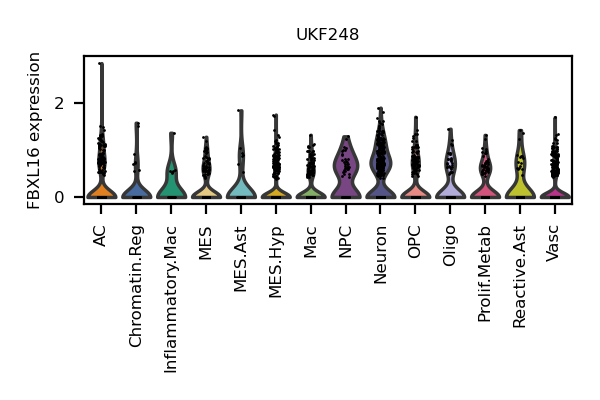 UKF248
FBXL16 expression
2
0
AC
Chromatin.Reg
Inflammatory.Mac
MES
MES.Ast
MES.Hyp
Mac
NPC
Neuron
OPC
Oligo
Prolif.Metab
Reactive.Ast
Vasc